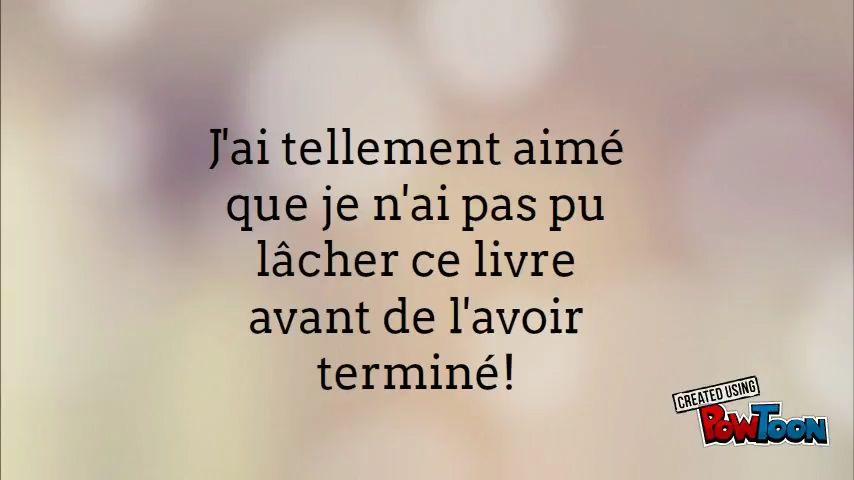 J'ai tellement aimé
que je n'ai pas pu
lâcher ce livre
avant de l'avoir
terminé!
CREATED USING
POWTOON